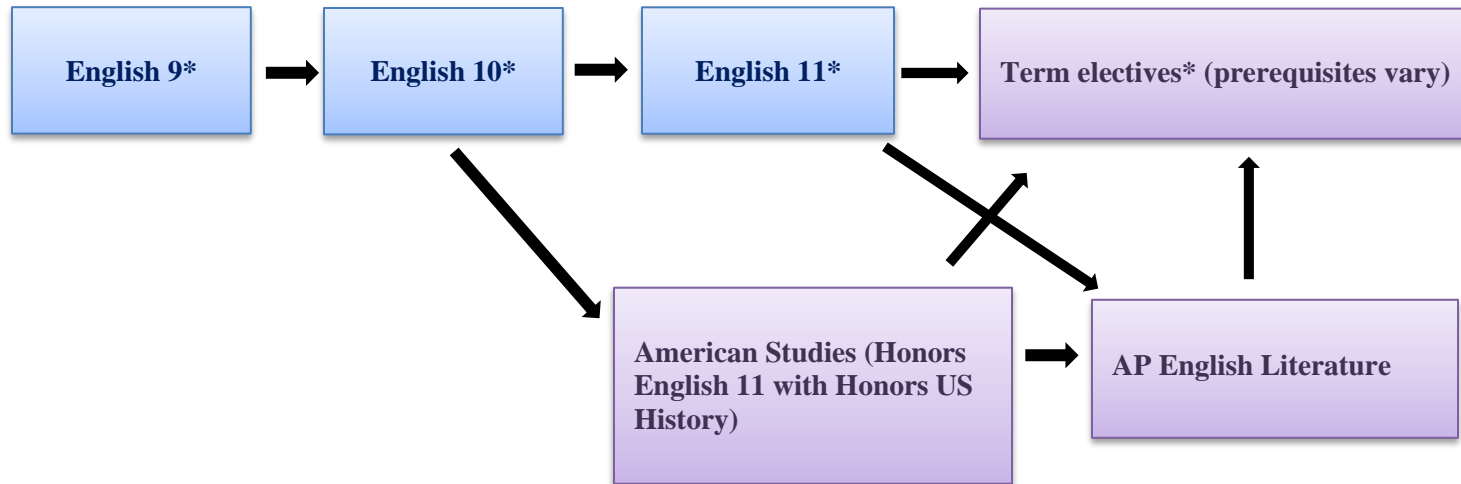 English 9*
English 10*
English 11*
Term electives* (prerequisites vary)
American Studies (Honors
English 11 with Honors US
History)
AP English Literature